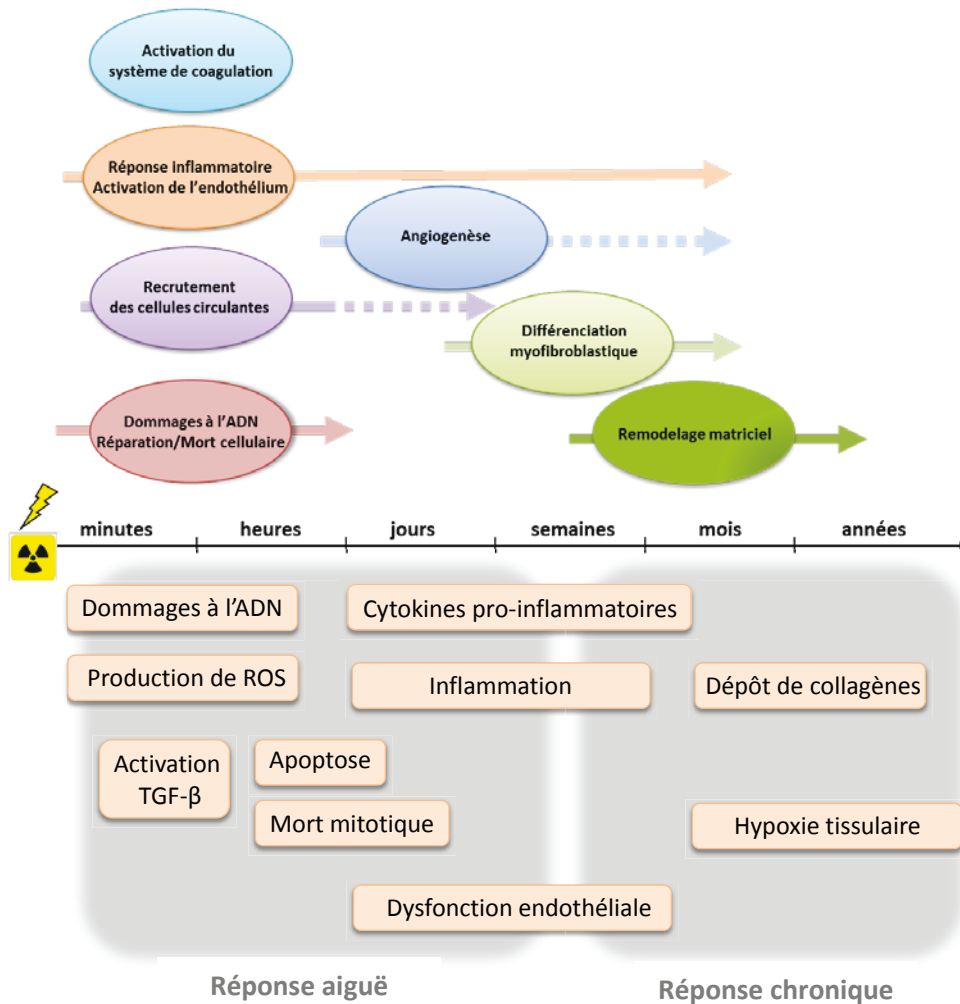 Activation du
système de coagulation
Réponse inflammatoire
Activation de l'endothélium
Angiogenèse
Recrutement
des cellules circulantes
Différenciation
myofibroblastique
Dommages à l'ADN
Réparation/Mort cellulaire
Remodelage matriciel
minutes heures jours semaines mois années
Dommages à l'ADN Cytokines pro-inflammatoires
Production de ROS Inflammation Dépôt de collagènes
Activation
TGF-β
Apoptose
Mort mitotique Hypoxie tissulaire
Dysfonction endothéliale
Réponse aiguë Réponse chronique